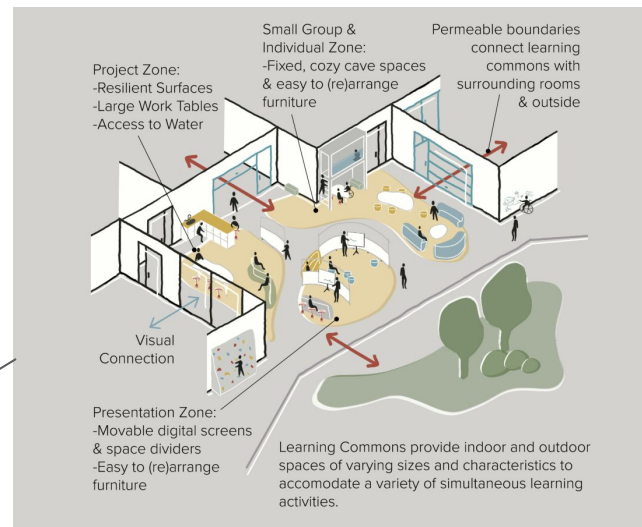 Small Group &
Individual Zone:
-Fixed, cozy cave spaces
& easy to (re)arrange
furniture
Permeable boundaries
connect learning
commons with
surrounding rooms
& outside
Project Zone:
-Resilient Surfaces
-Large Work Tables
-Access to Water
Visual
Connection
Presentation Zone:
-Movable digital screens
& space dividers
-Easy to (re)arrange
furniture
Learning Commons provide indoor and outdoor
spaces of varying sizes and characteristics to
accomodate a variety of simultaneous learning
activities.